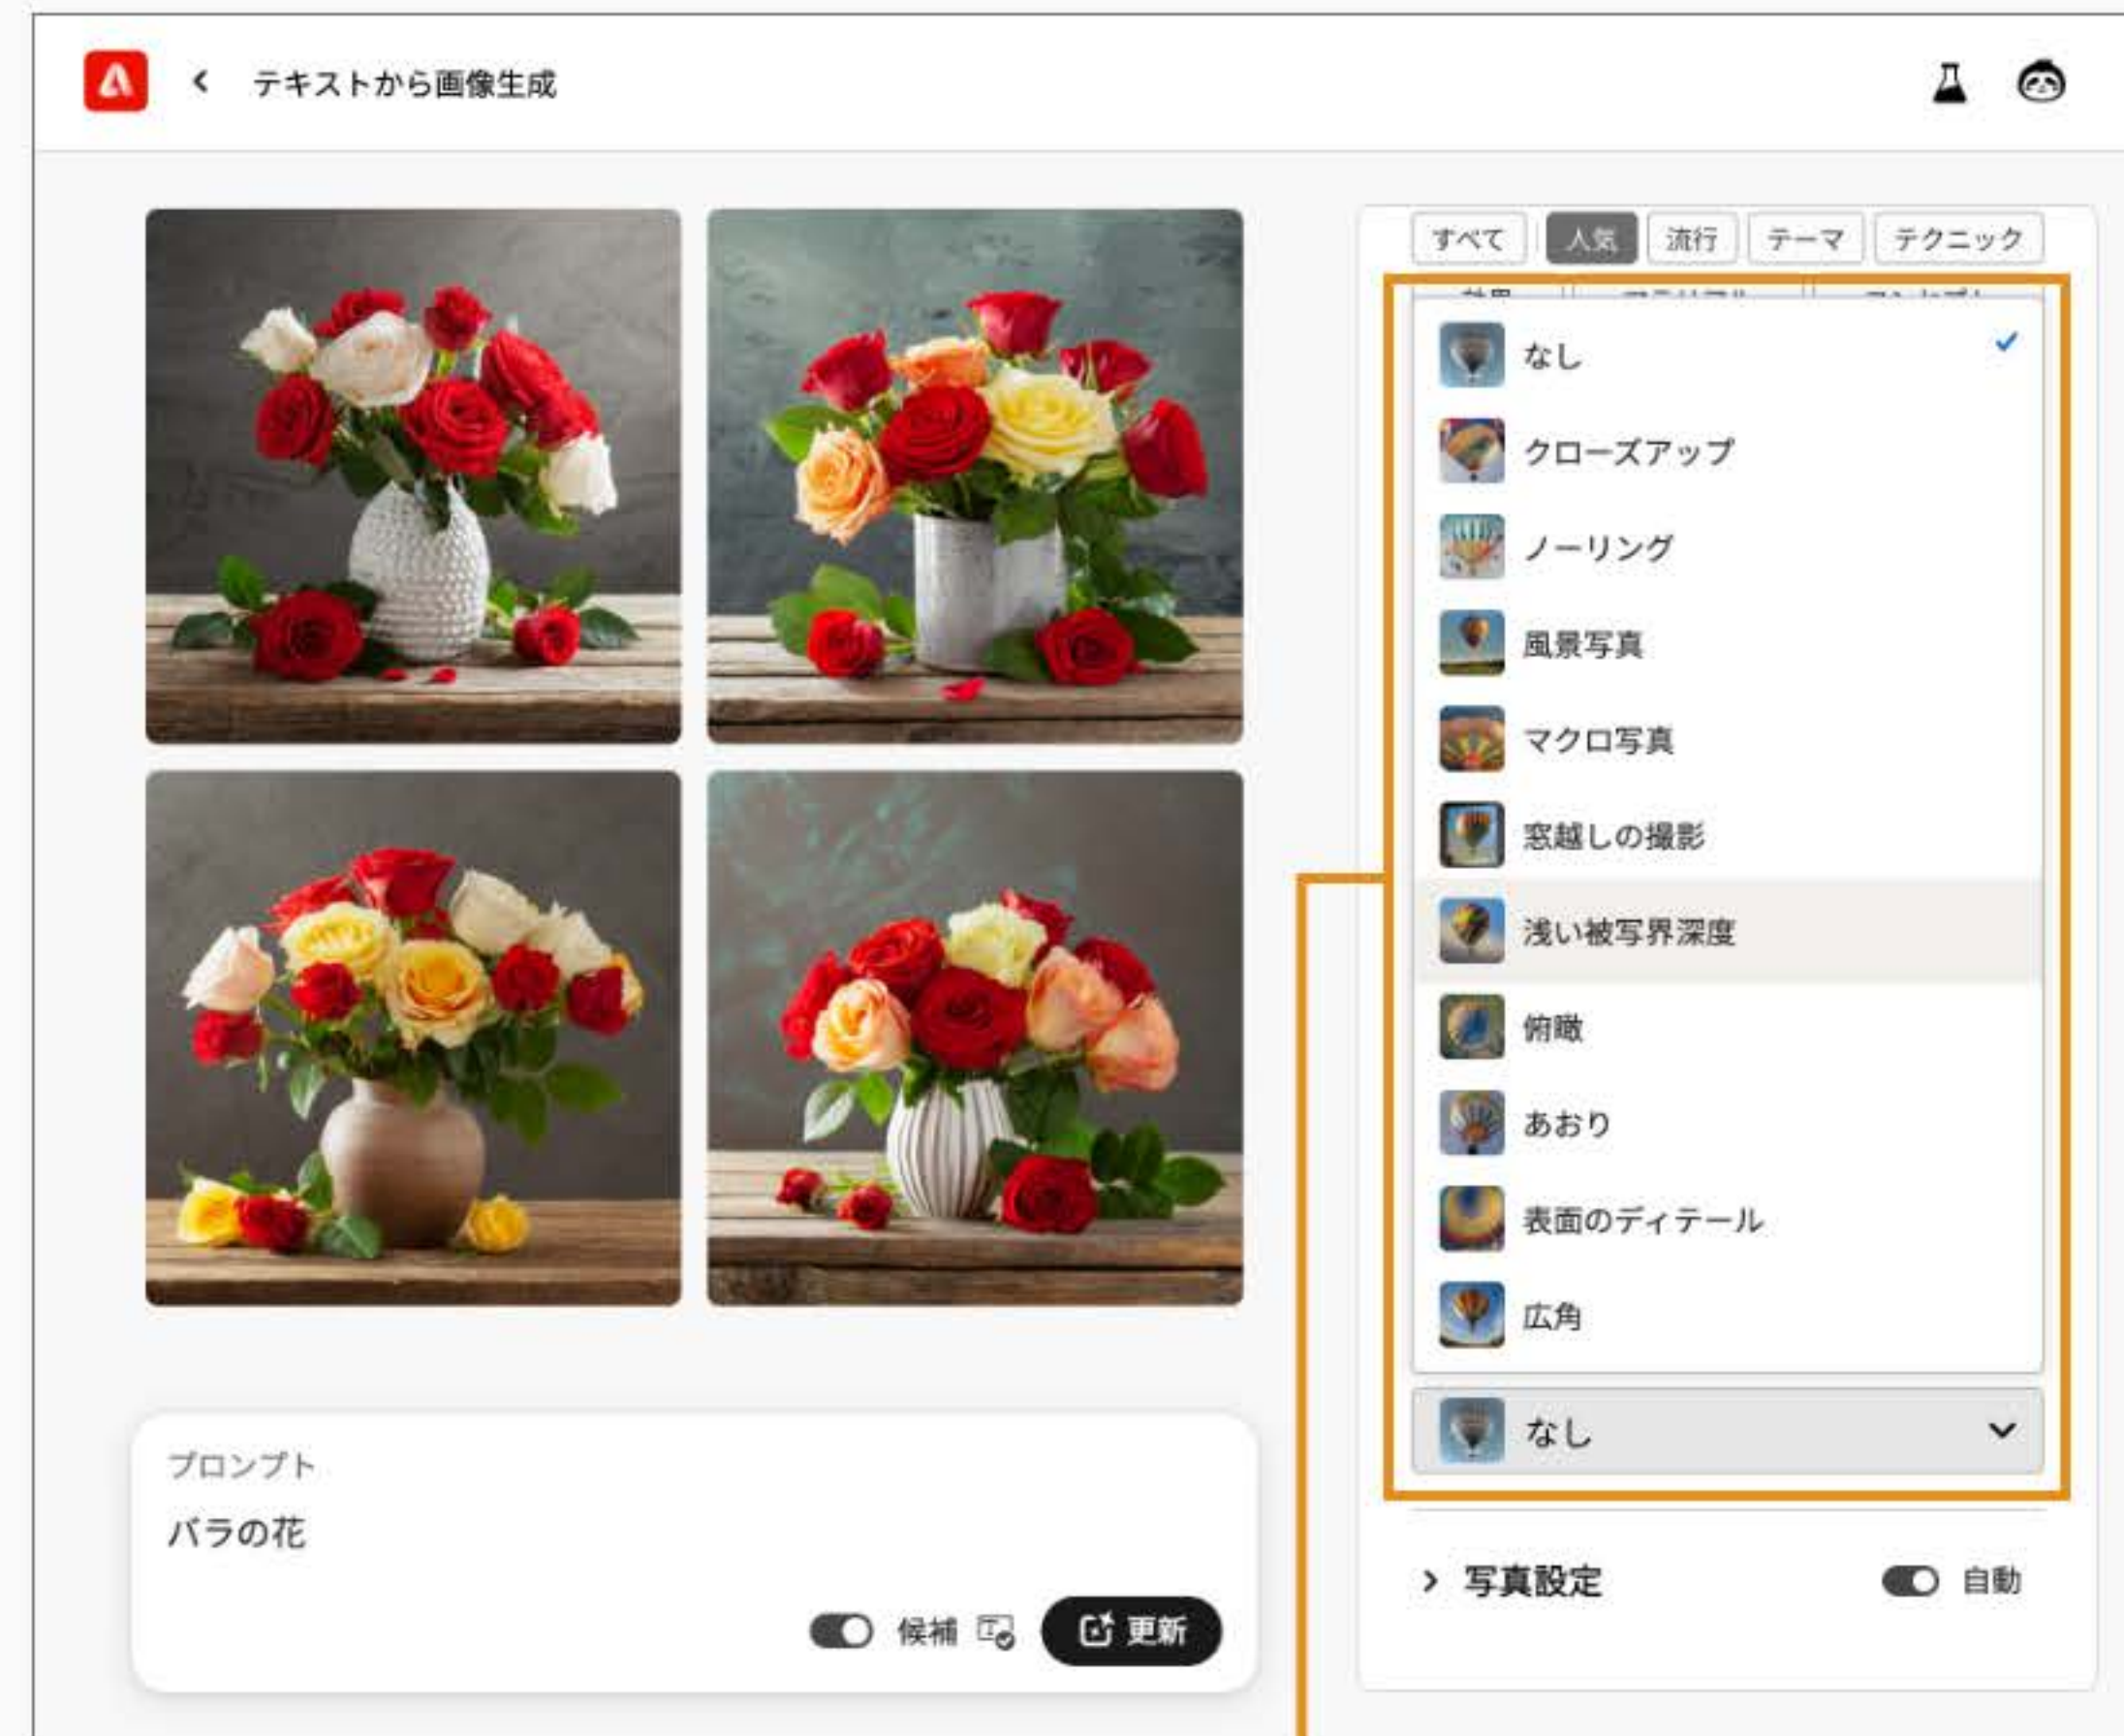 テキストから画像生成
すべて 人気 流行 テーマ テクニック
なし
クローズアップ
ノーリング
風景写真
マクロ写真
窓越しの撮影
浅い被写界深度
俯瞰
あおり
表面のディテール
広角
なし
写真設定 自動
プロンプト
バラの花
候補 更新